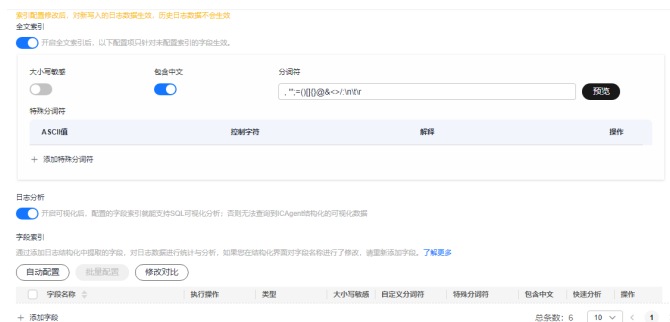 索引配置修改后，对新写入的日志数据生效，历史日志数据不会生效
全文索引
开启全文索引后，以下配置项只针对未配置索引的字段生效。
大小写敏感 包含中文 分词符
, '";=()[]{}@&<>/:\n\t\r 预览
特殊分词符
ASCII值 控制字符 解释 操作
+ 添加特殊分词符
日志分析
开启可视化后，配置的字段索引就能支持SQL可视化分析；否则无法查询到ICAgent结构化的可视化数据
字段索引
通过添加日志结构化中提取的字段，对日志数据进行统计与分析，如果您在结构化界面对字段名称进行了修改，请重新添加字段。了解更多
自动配置 批量配置 修改对比
字段名称 执行操作 类型 大小写敏感 自定义分词符 特殊分词符 包含中文 快速分析 操作
+ 添加字段 总条数：6 10 < 1